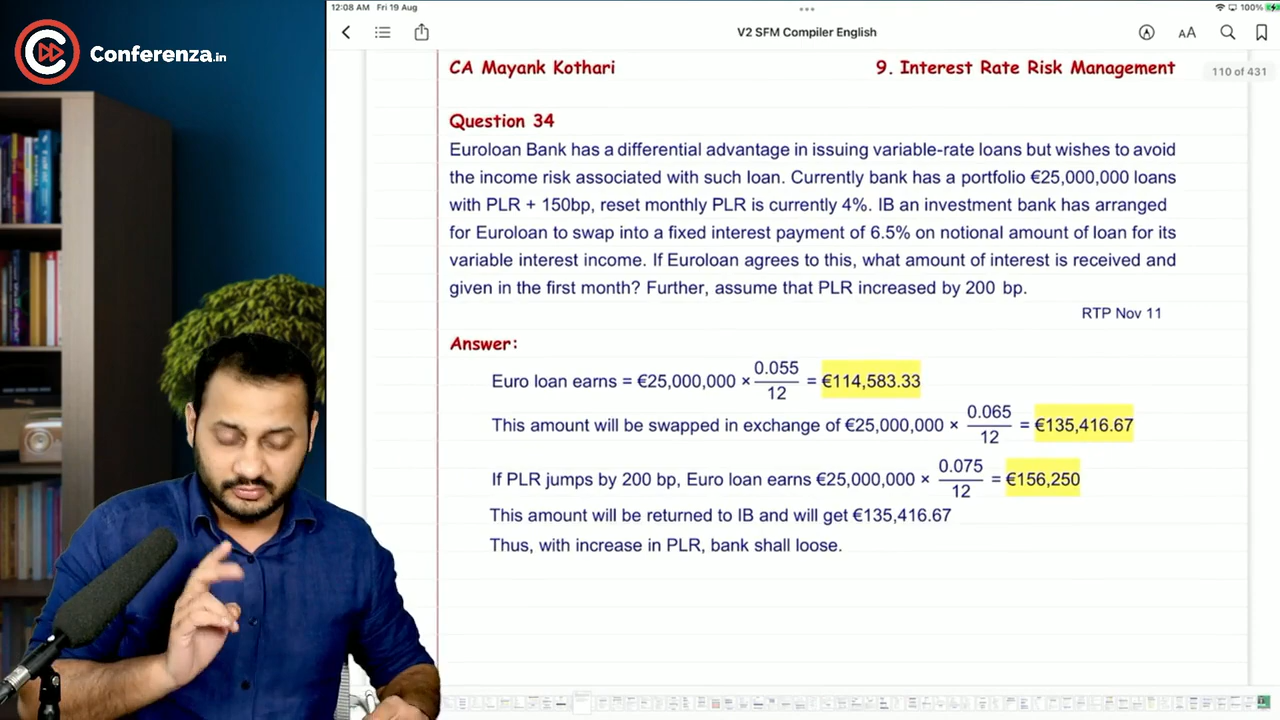 12:08 AM Fri 19 Aug
100%
Conferenza.in
V2 SFM Compiler English
AA
CA Mayank Kothari 9. Interest Rate Risk Management
110 of 431
Question 34
Euroloan Bank has a differential advantage in issuing variable-rate loans but wishes to avoid
the income risk associated with such loan. Currently bank has a portfolio €25,000,000 loans
with PLR + 150bp, reset monthly PLR is currently 4%. IB an investment bank has arranged
for Euroloan to swap into a fixed interest payment of 6.5% on notional amount of loan for its
variable interest income. If Euroloan agrees to this, what amount of interest is received and
given in the first month? Further, assume that PLR increased by 200 bp.
RTP Nov 11
Answer:
Euro loan earns = €25,000,000 × 0.055/12 = €114,583.33
This amount will be swapped in exchange of €25,000,000 × 0.065/12 = €135,416.67
If PLR jumps by 200 bp, Euro loan earns €25,000,000 × 0.075/12 = €156,250
This amount will be returned to IB and will get €135,416.67
Thus, with increase in PLR, bank shall loose.